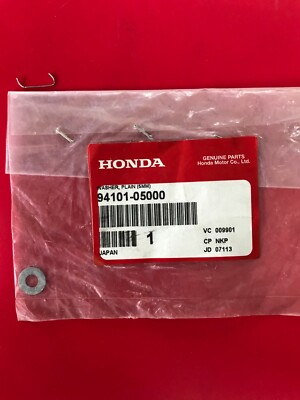 HONDA
GENUINE PARTS
Honda Motor Co., Ltd.
WASHER, PLAIN (5MM)
94101-05000
VC 009901
1
CP NKP
JAPAN
JD 07113